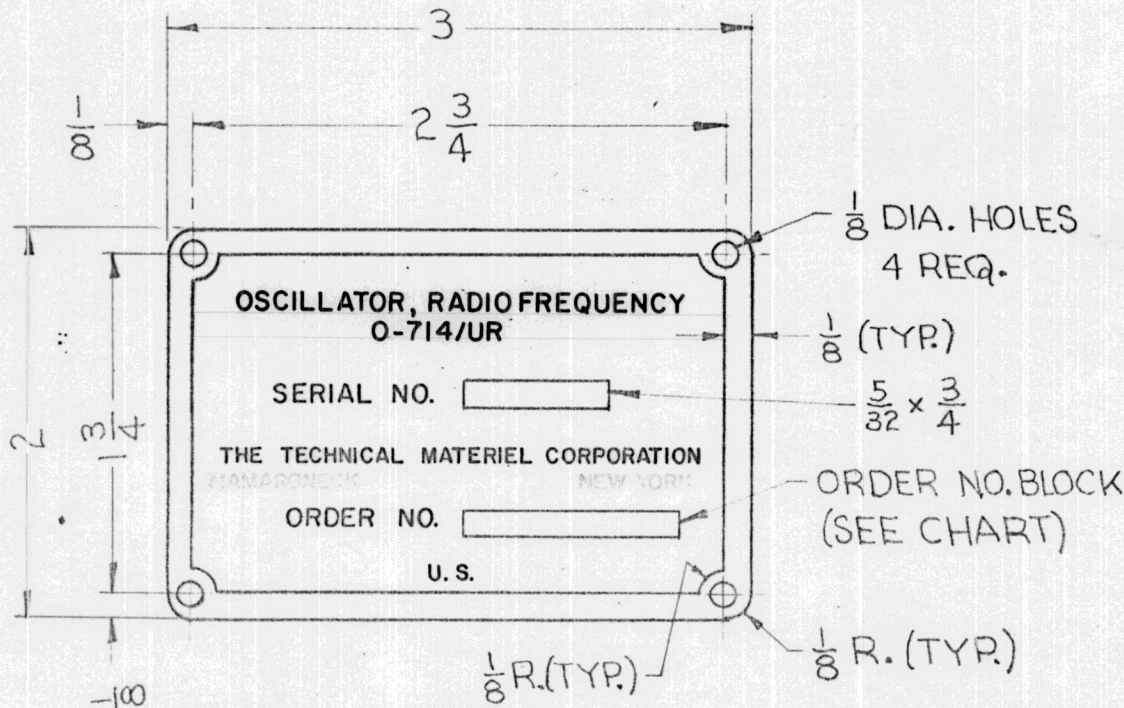 3
1/8
2 3/4
1/8 DIA. HOLES
4 REQ.
OSCILLATOR, RADIO FREQUENCY
O-714/UR
1/8 (TYP.)
SERIAL NO.
5/32 x 3/4
2
1 3/4
THE TECHNICAL MATERIEL CORPORATION
MAMARONECK NEW YORK
ORDER NO. BLOCK
(SEE CHART)
ORDER NO.
U. S.
1/8 R. (TYP.)
1/8 R. (TYP.)
1/8